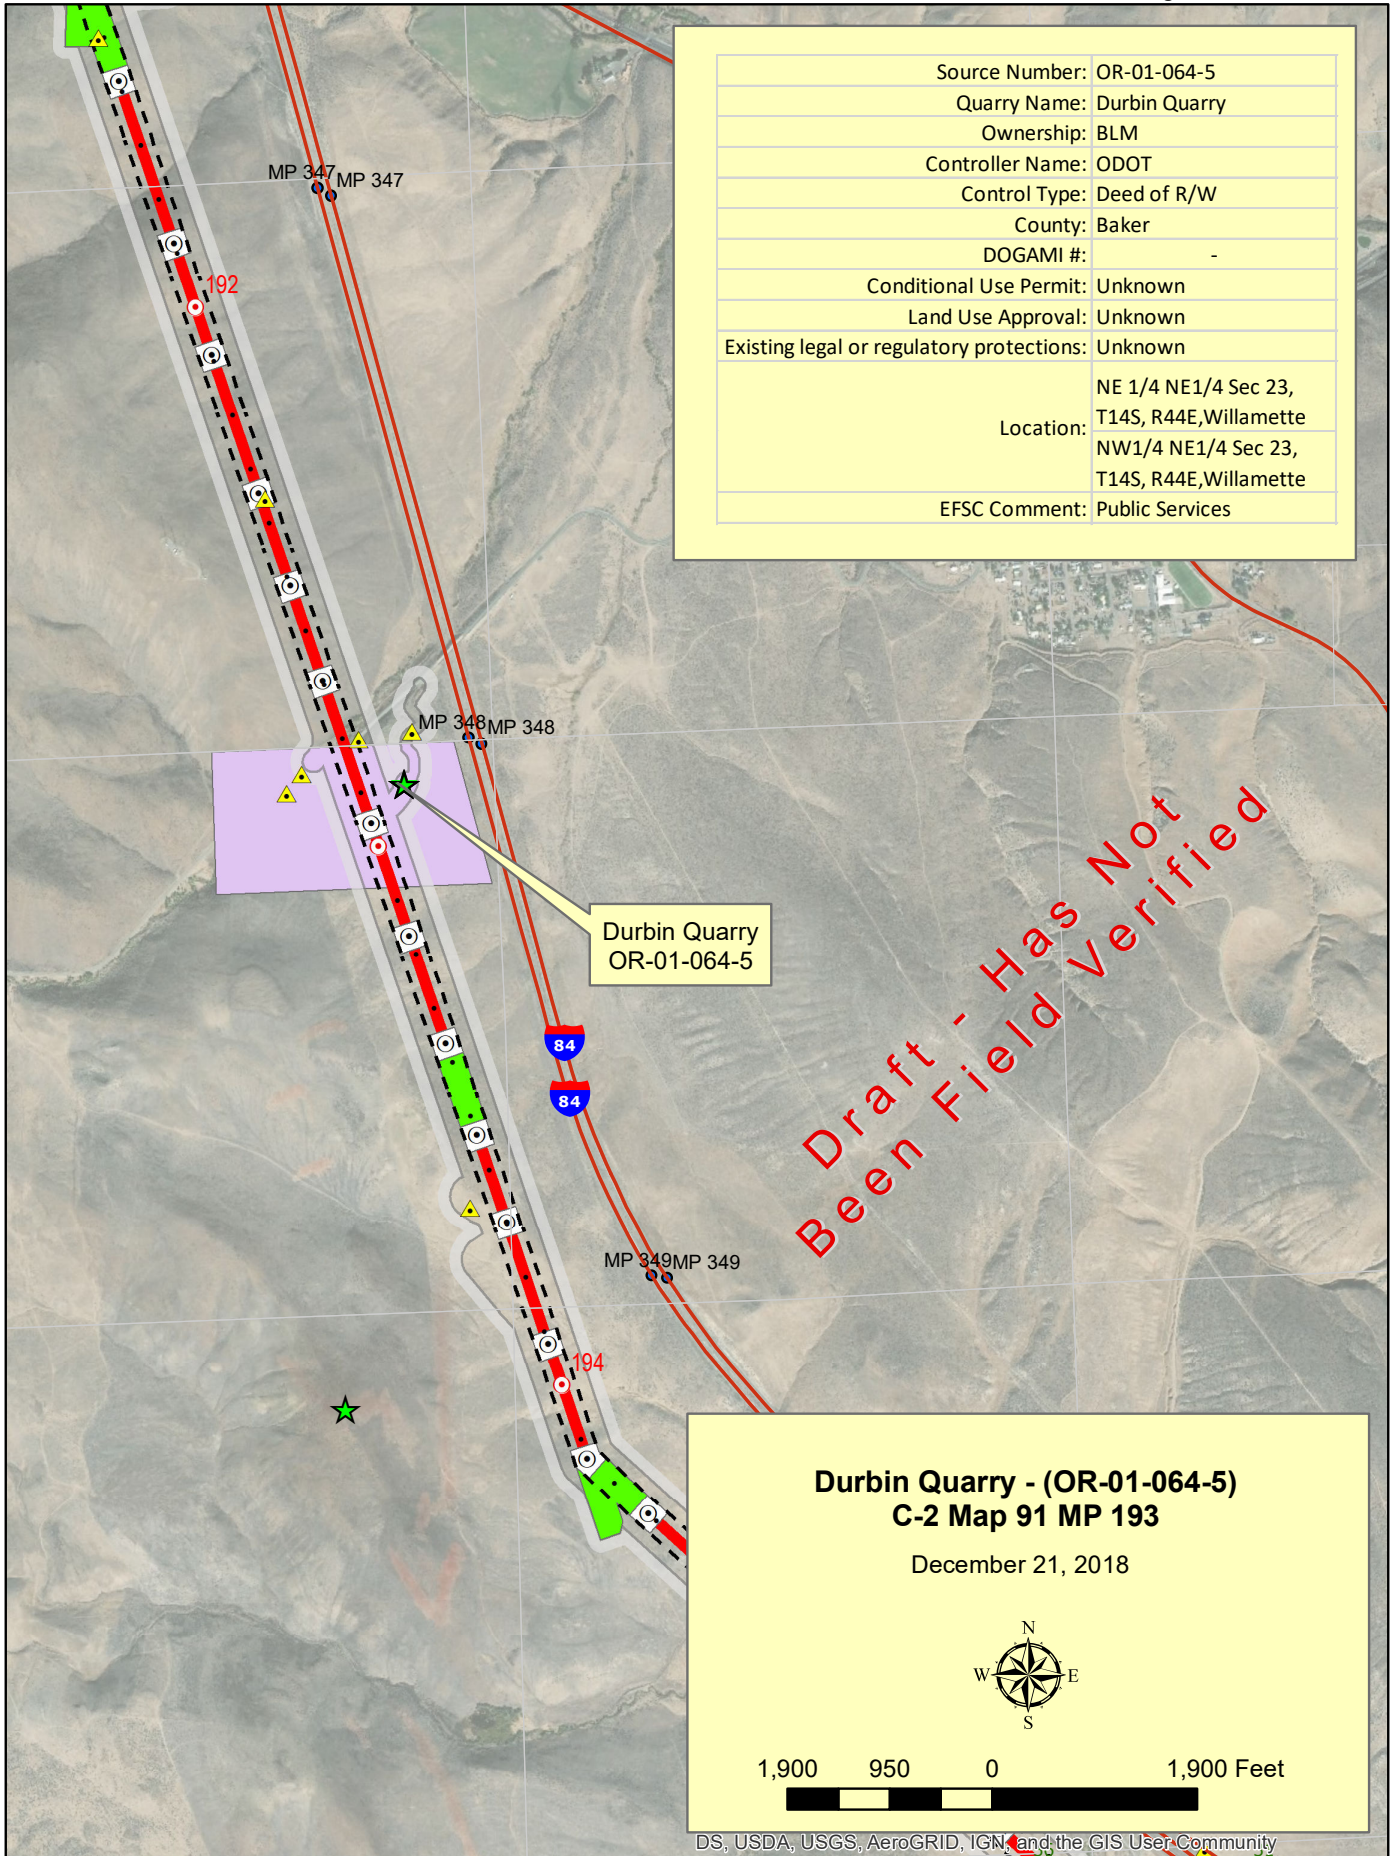 Source Number: OR-01-064-5
Quarry Name: Durbin Quarry
Ownership: BLM
Controller Name: ODOT
Control Type: Deed of R/W
County: Baker
DOGAMI #: -
Conditional Use Permit: Unknown
Land Use Approval: Unknown
Existing legal or regulatory protections: Unknown
Location:
NE 1/4 NE1/4 Sec 23,
T14S, R44E,Willamette
NW1/4 NE1/4 Sec 23,
T14S, R44E,Willamette
EFSC Comment: Public Services
MP 347 MP 347
192
MP 348 MP 348
Durbin Quarry
OR-01-064-5
84
84
Draft - Has Not
Been Field Verified
MP 349 MP 349
194
Durbin Quarry - (OR-01-064-5)
C-2 Map 91 MP 193
December 21, 2018
N
W E
S
1,900 950 0 1,900 Feet
DS, USDA, USGS, AeroGRID, IGN, and the GIS User Community